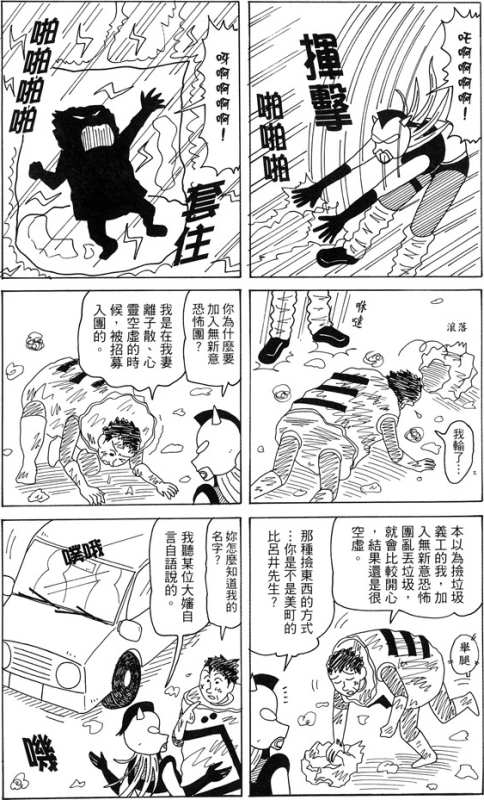 呀啊啊啊啊!
揮擊
啪啪啪
呀啊啊啊啊!
啪啪啪啪
套住
咻噠
滾落
我輸了…
你為什麼要
加入無新意
恐怖團?
我是在我妻
離子散、心
靈空虛的時
候,被招募
入團的。
本以為撿垃圾
義工的我,加
入無新意恐怖
團亂丟垃圾,
就會比較開心
,結果還是很
空虛。
舉腿
那種撿東西的方式
…你是不是美町的
比呂井先生?
妳怎麼知道我的
名字?
我聽某位大嬸自
言自語說的。
噗哦